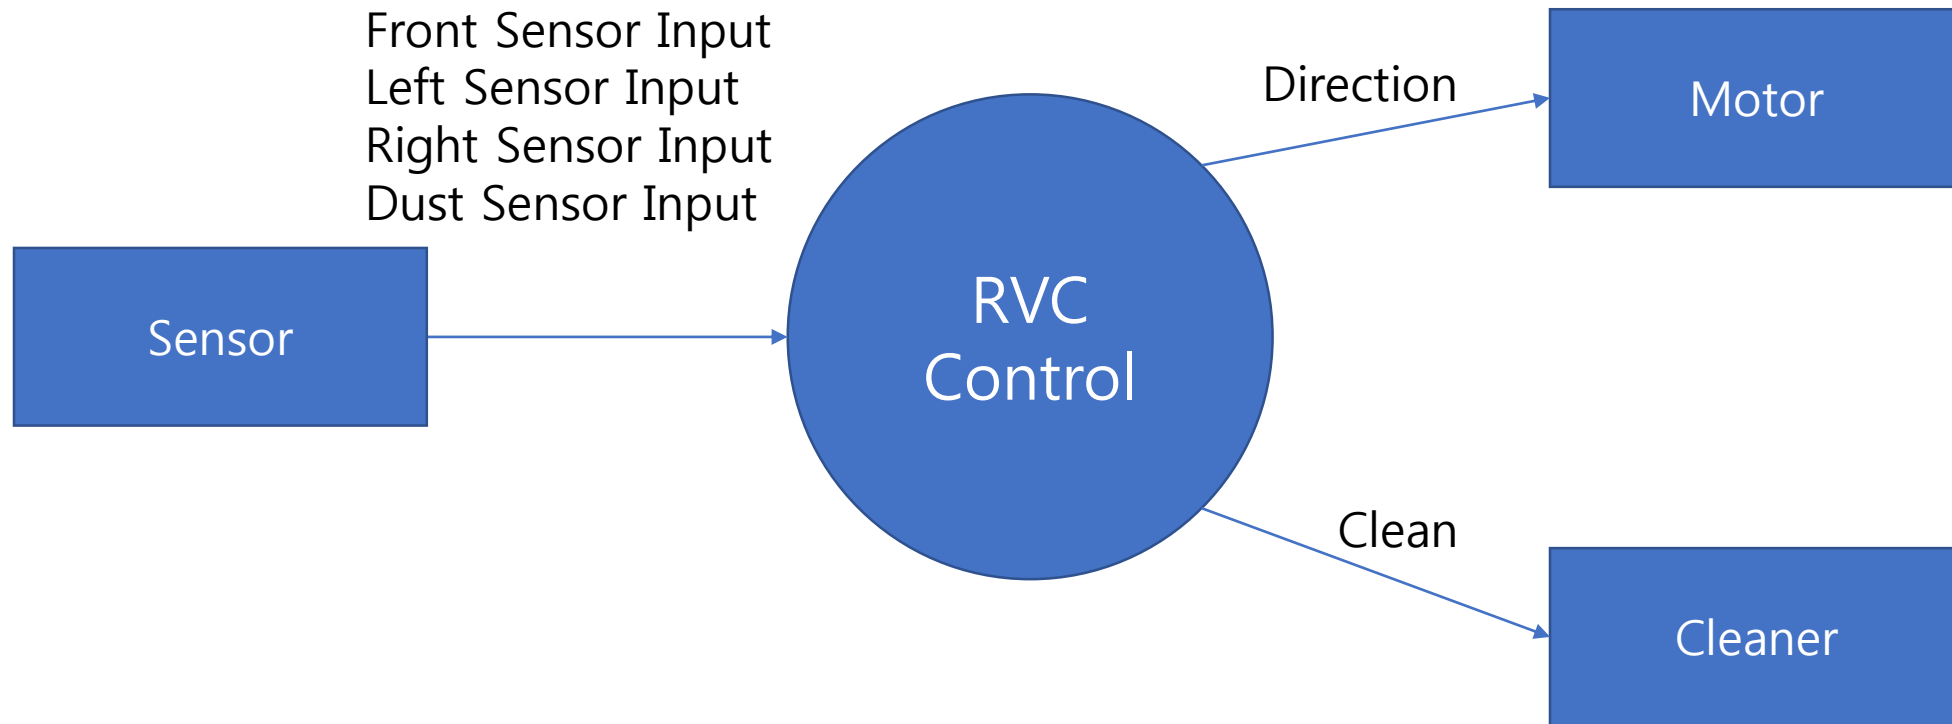 Front Sensor Input
Left Sensor Input
Right Sensor Input
Dust Sensor Input
Sensor
RVC
Control
Direction
Motor
Clean
Cleaner